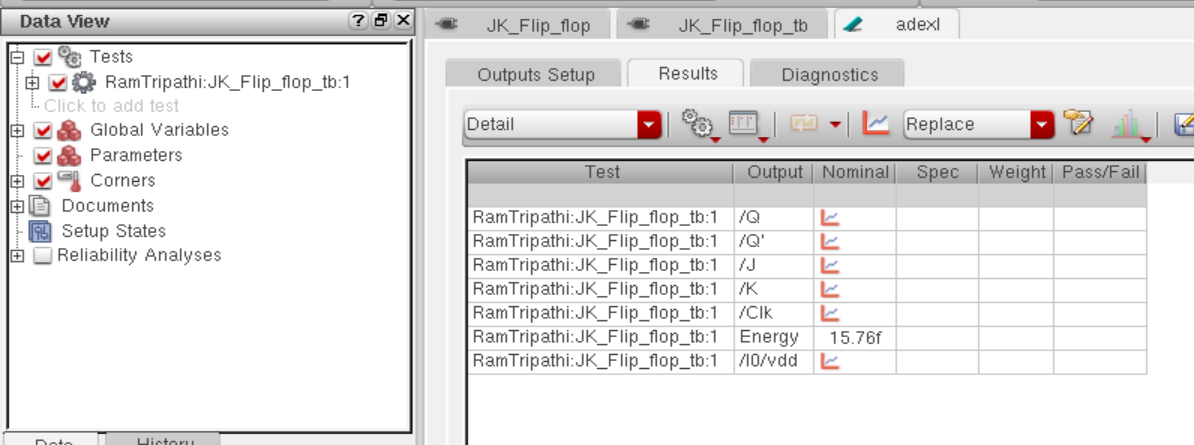 Data View
Tests
RamTripathi:JK_Flip_flop_tb:1
Click to add test
Global Variables
Parameters
Corners
Documents
Setup States
Reliability Analyses
Data History
JK_Flip_flop JK_Flip_flop_tb adexl
Outputs Setup Results Diagnostics
Detail Replace
Test Output Nominal Spec Weight Pass/Fail
RamTripathi:JK_Flip_flop_tb:1 /Q
RamTripathi:JK_Flip_flop_tb:1 /Q'
RamTripathi:JK_Flip_flop_tb:1 /J
RamTripathi:JK_Flip_flop_tb:1 /K
RamTripathi:JK_Flip_flop_tb:1 /Clk
RamTripathi:JK_Flip_flop_tb:1 Energy 15.76f
RamTripathi:JK_Flip_flop_tb:1 /I0/vdd